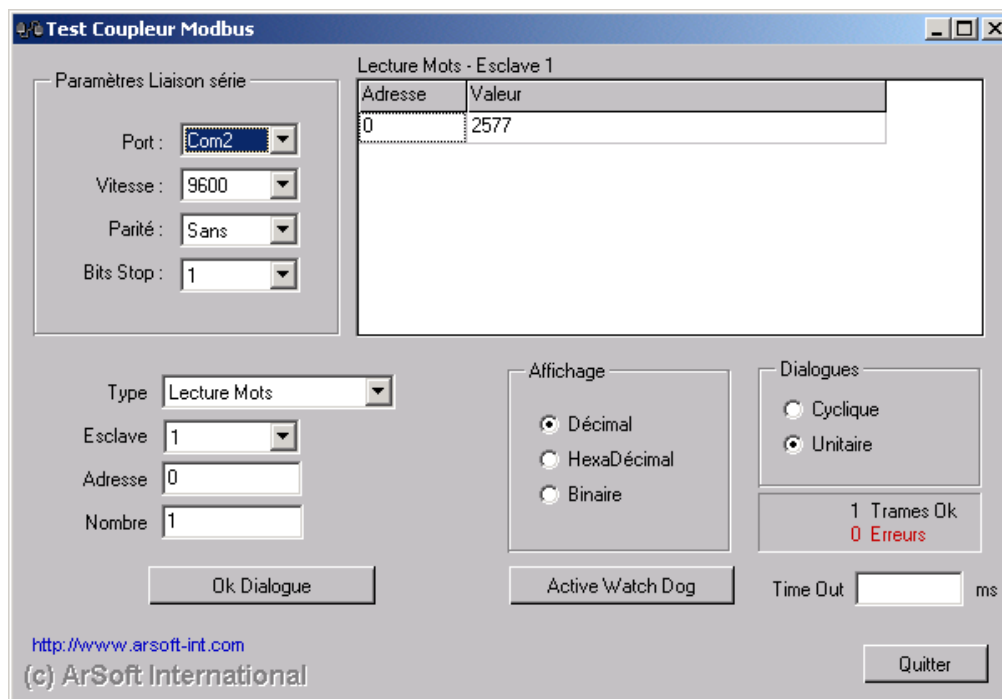 Test Coupleur Modbus
Paramètres Liaison série
Port : Com2
Vitesse : 9600
Parité : Sans
Bits Stop : 1
Lecture Mots - Esclave 1
Adresse Valeur
0 2577
Type Lecture Mots
Esclave 1
Adresse 0
Nombre 1
Ok Dialogue
Affichage
Décimal
HexaDécimal
Binaire
Active Watch Dog
Dialogues
Cyclique
Unitaire
1 Trames Ok
0 Erreurs
Time Out ms
http://www.arsoft-int.com
(c) ArSoft International
Quitter